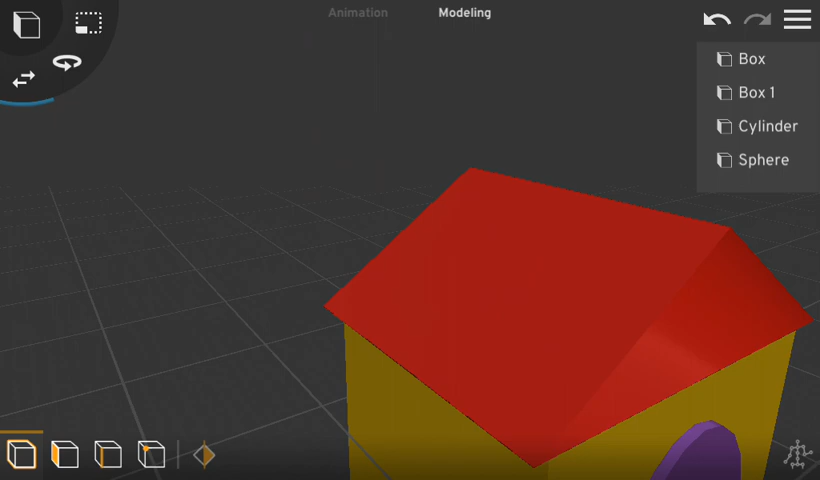 Animation Modeling
Box
Box 1
Cylinder
Sphere